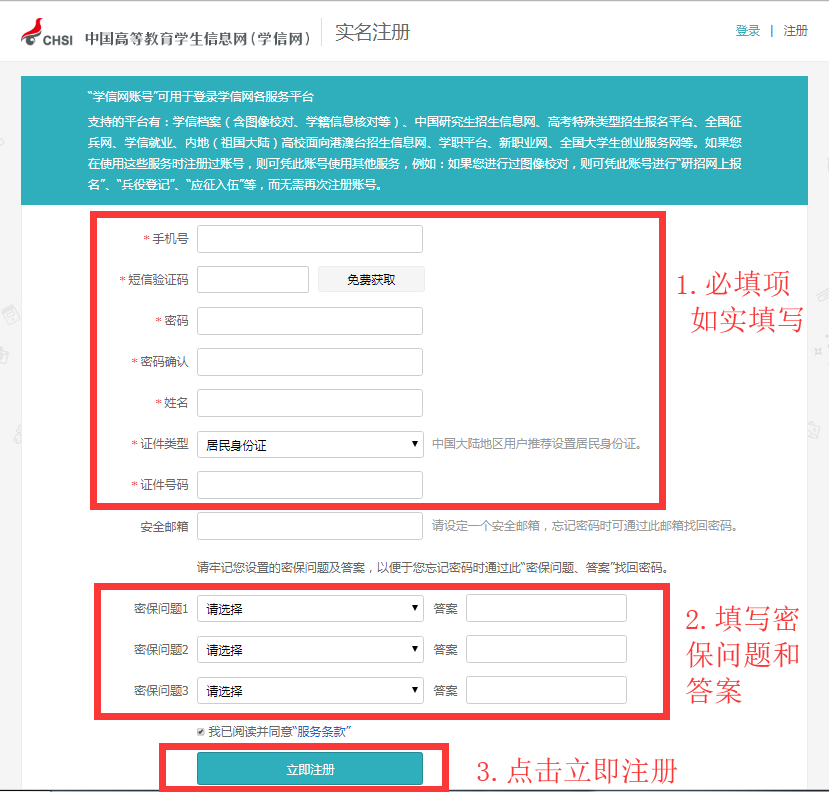 CHSI 中国高等教育学生信息网(学信网) 实名注册 登录 | 注册
“学信网账号”可用于登录学信网各服务平台
支持的平台有：学信档案（含图像校对、学籍信息核对等）、中国研究生招生信息网、高考特殊类型招生报名平台、全国征
兵网、学信就业、内地（祖国大陆）高校面向港澳台招生信息网、学职平台、新职业网、全国大学生创业服务网等。如果您
在使用这些服务时注册过账号，则可凭此账号使用其他服务，例如：如果您进行过图像校对，则可凭此账号进行“研招网上报
名”、“兵役登记”、“应征入伍”等，而无需再次注册账号。
* 手机号
* 短信验证码 免费获取
* 密码
* 密码确认
* 姓名
* 证件类型 居民身份证 中国大陆地区用户推荐设置居民身份证。
* 证件号码
1.必填项
如实填写
安全邮箱 请设定一个安全邮箱，忘记密码时可通过此邮箱找回密码。
请牢记您设置的密保问题及答案，以便于您忘记密码时通过此“密保问题、答案”找回密码。
密保问题1 请选择 答案
密保问题2 请选择 答案
密保问题3 请选择 答案
2.填写密
保问题和
答案
我已阅读并同意“服务条款”
立即注册
3.点击立即注册